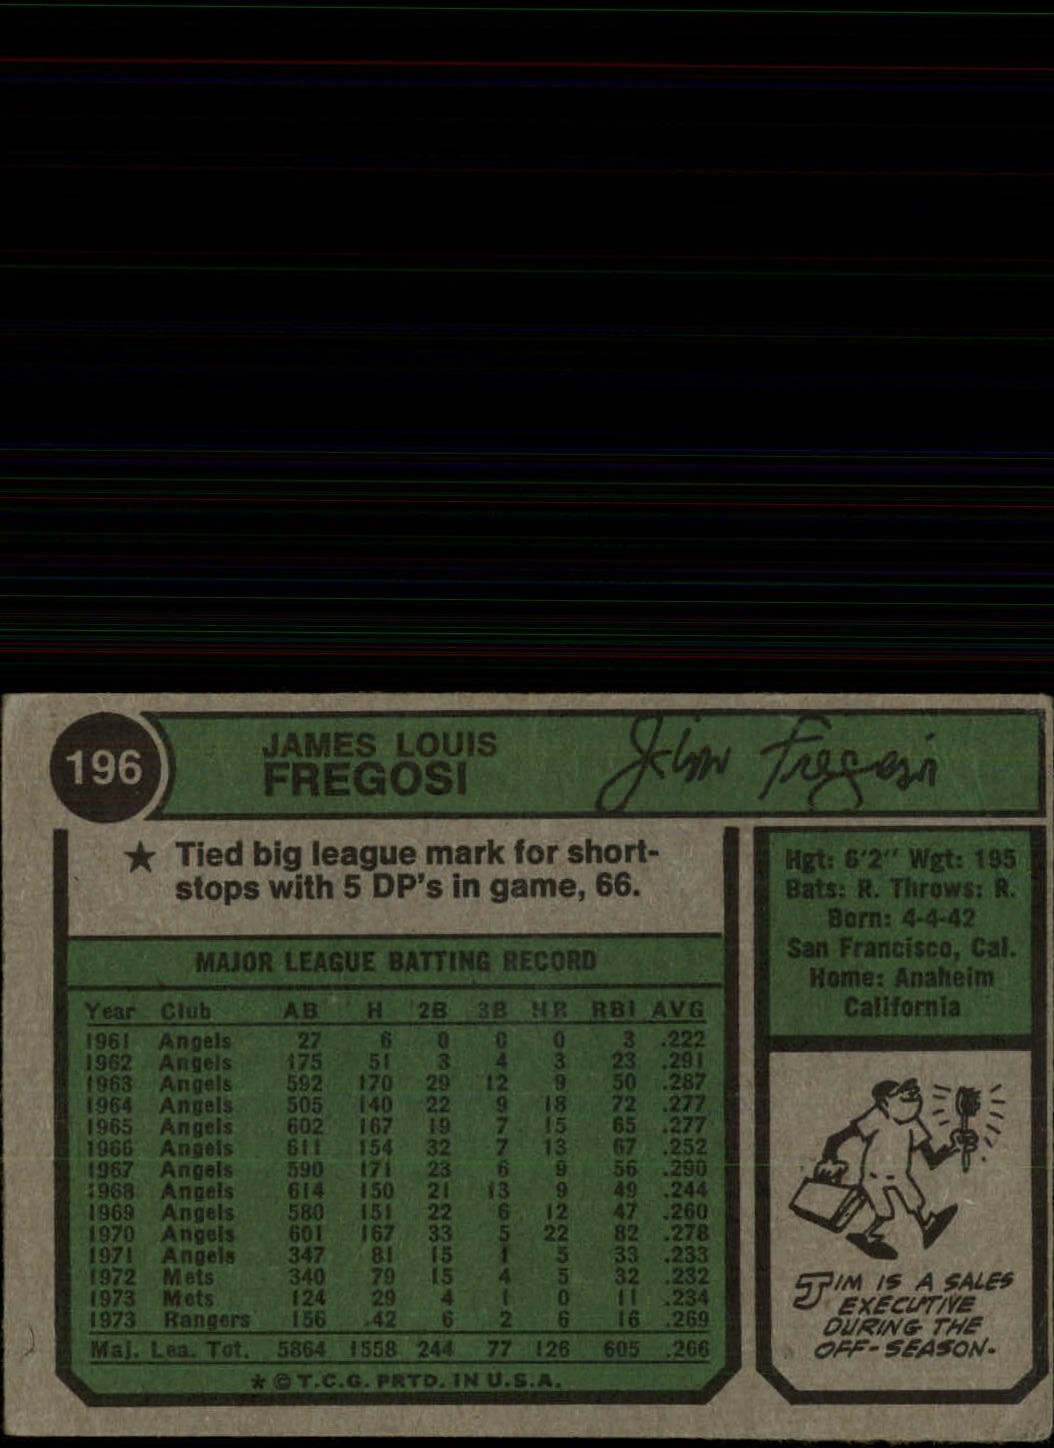 196
JAMES LOUIS
FREGOSI
Jim Fregosi
★ Tied big league mark for short-
stops with 5 DP's in game, 66.
MAJOR LEAGUE BATTING RECORD
Year Club AB H 2B 3B HR RBI AVG
1961 Angels 27 6 0 0 0 3 .222
1962 Angels 175 51 3 4 3 23 .291
1963 Angels 592 170 29 12 9 50 .287
1964 Angels 505 140 22 9 18 72 .277
1965 Angels 602 167 19 7 15 65 .277
1966 Angels 611 154 32 7 13 67 .252
1967 Angels 590 171 23 6 9 56 .290
1968 Angels 614 150 21 13 9 49 .244
1969 Angels 580 151 22 6 12 47 .260
1970 Angels 601 167 33 5 22 82 .278
1971 Angels 347 81 15 1 5 33 .233
1972 Mets 340 79 15 4 5 32 .232
1973 Mets 124 29 4 1 0 11 .234
1973 Rangers 156 42 6 2 6 16 .269
Maj. Lea. Tot. 5864 1558 244 77 126 605 .266
* © T.C.G. PRTD. IN U.S.A.
Hgt: 6'2" Wgt: 195
Bats: R. Throws: R.
Born: 4-4-42
San Francisco, Cal.
Home: Anaheim
California
JIM IS A SALES
EXECUTIVE
DURING THE
OFF-SEASON.